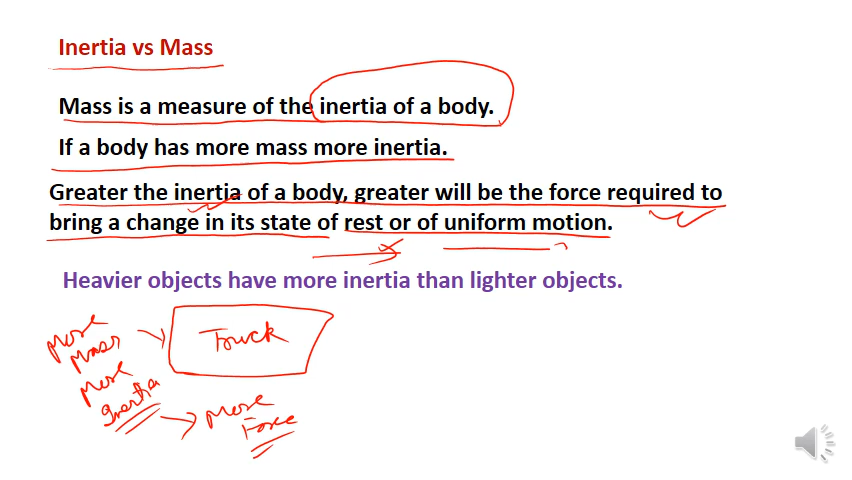 Inertia vs Mass
Mass is a measure of the inertia of a body.
If a body has more mass more inertia.
Greater the inertia of a body, greater will be the force required to
bring a change in its state of rest or of uniform motion.
Heavier objects have more inertia than lighter objects.
More
Mass
Truck
More
Inertia
More
Force